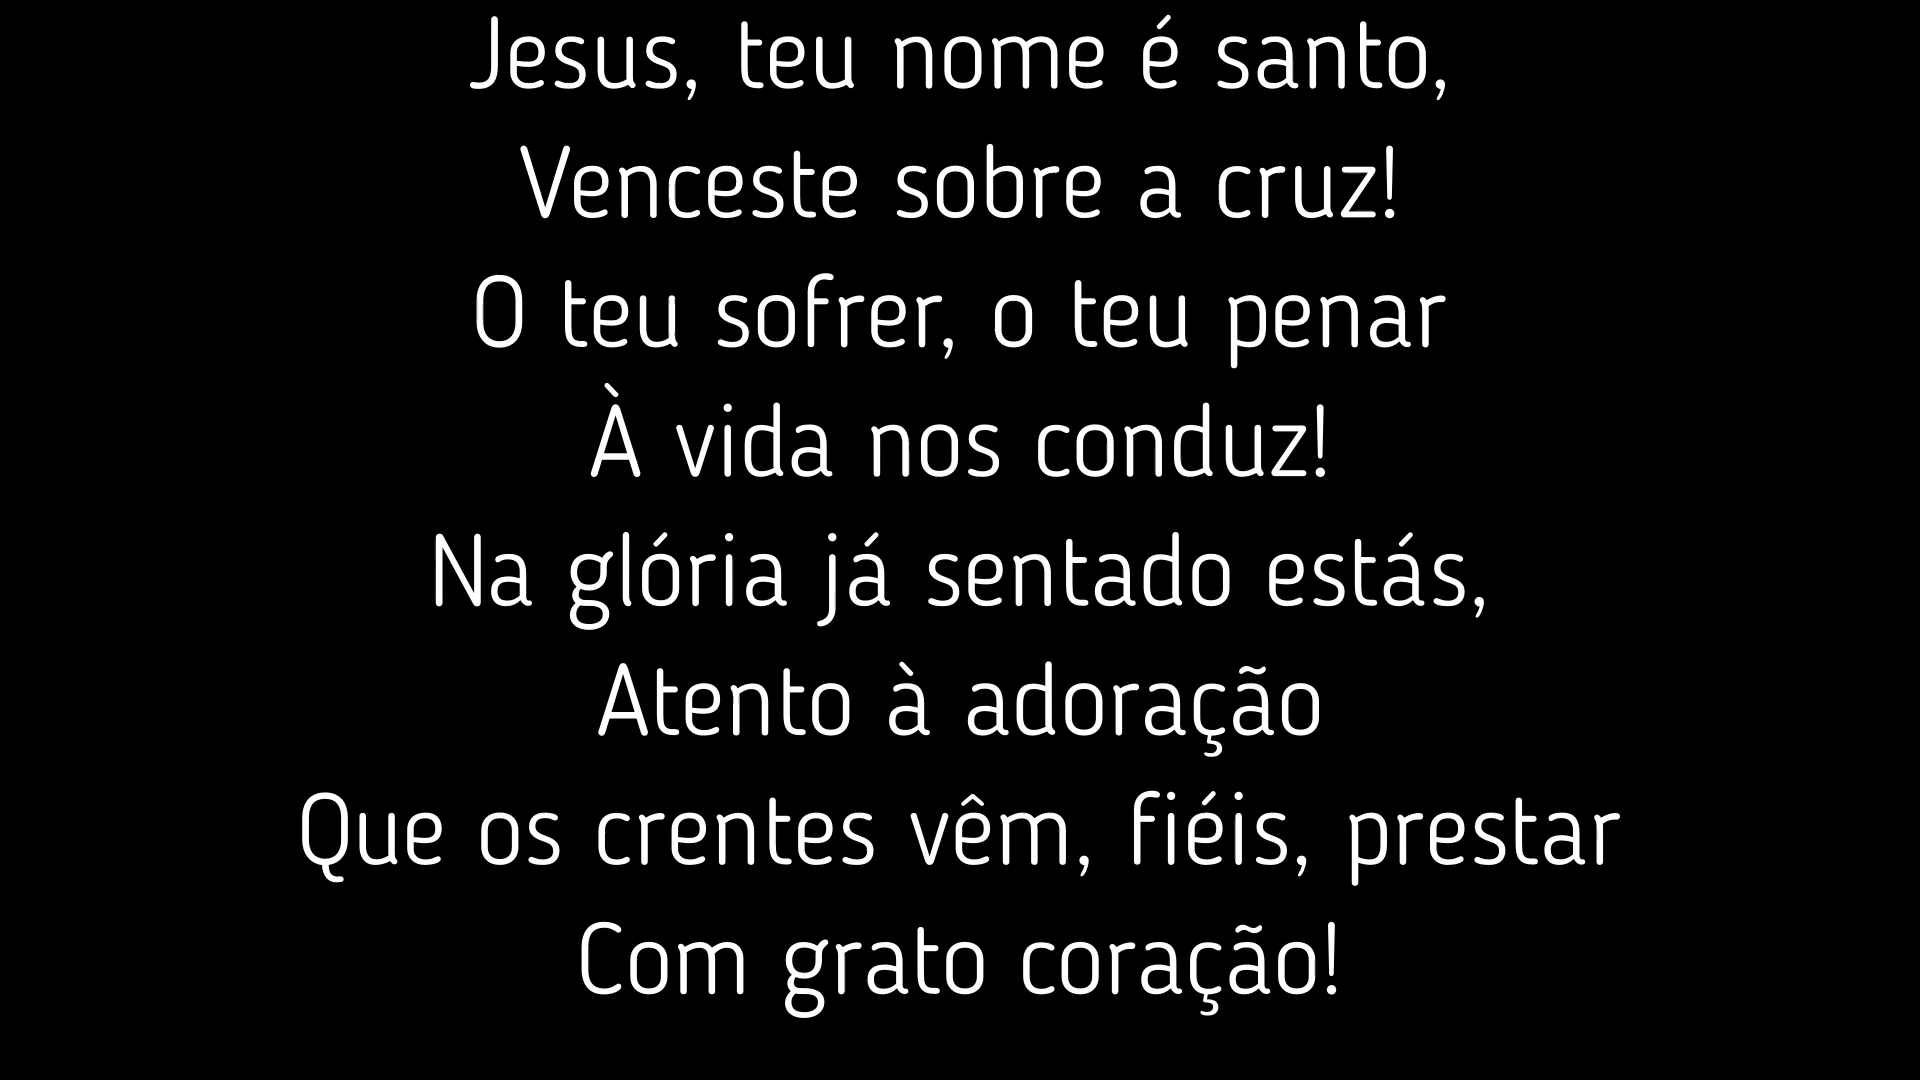 Jesus, teu nome é santo,
Venceste sobre a cruz!
O teu sofrer, o teu penar
À vida nos conduz!
Na glória já sentado estás,
Atento à adoração
Que os crentes vêm, fiéis, prestar
Com grato coração!